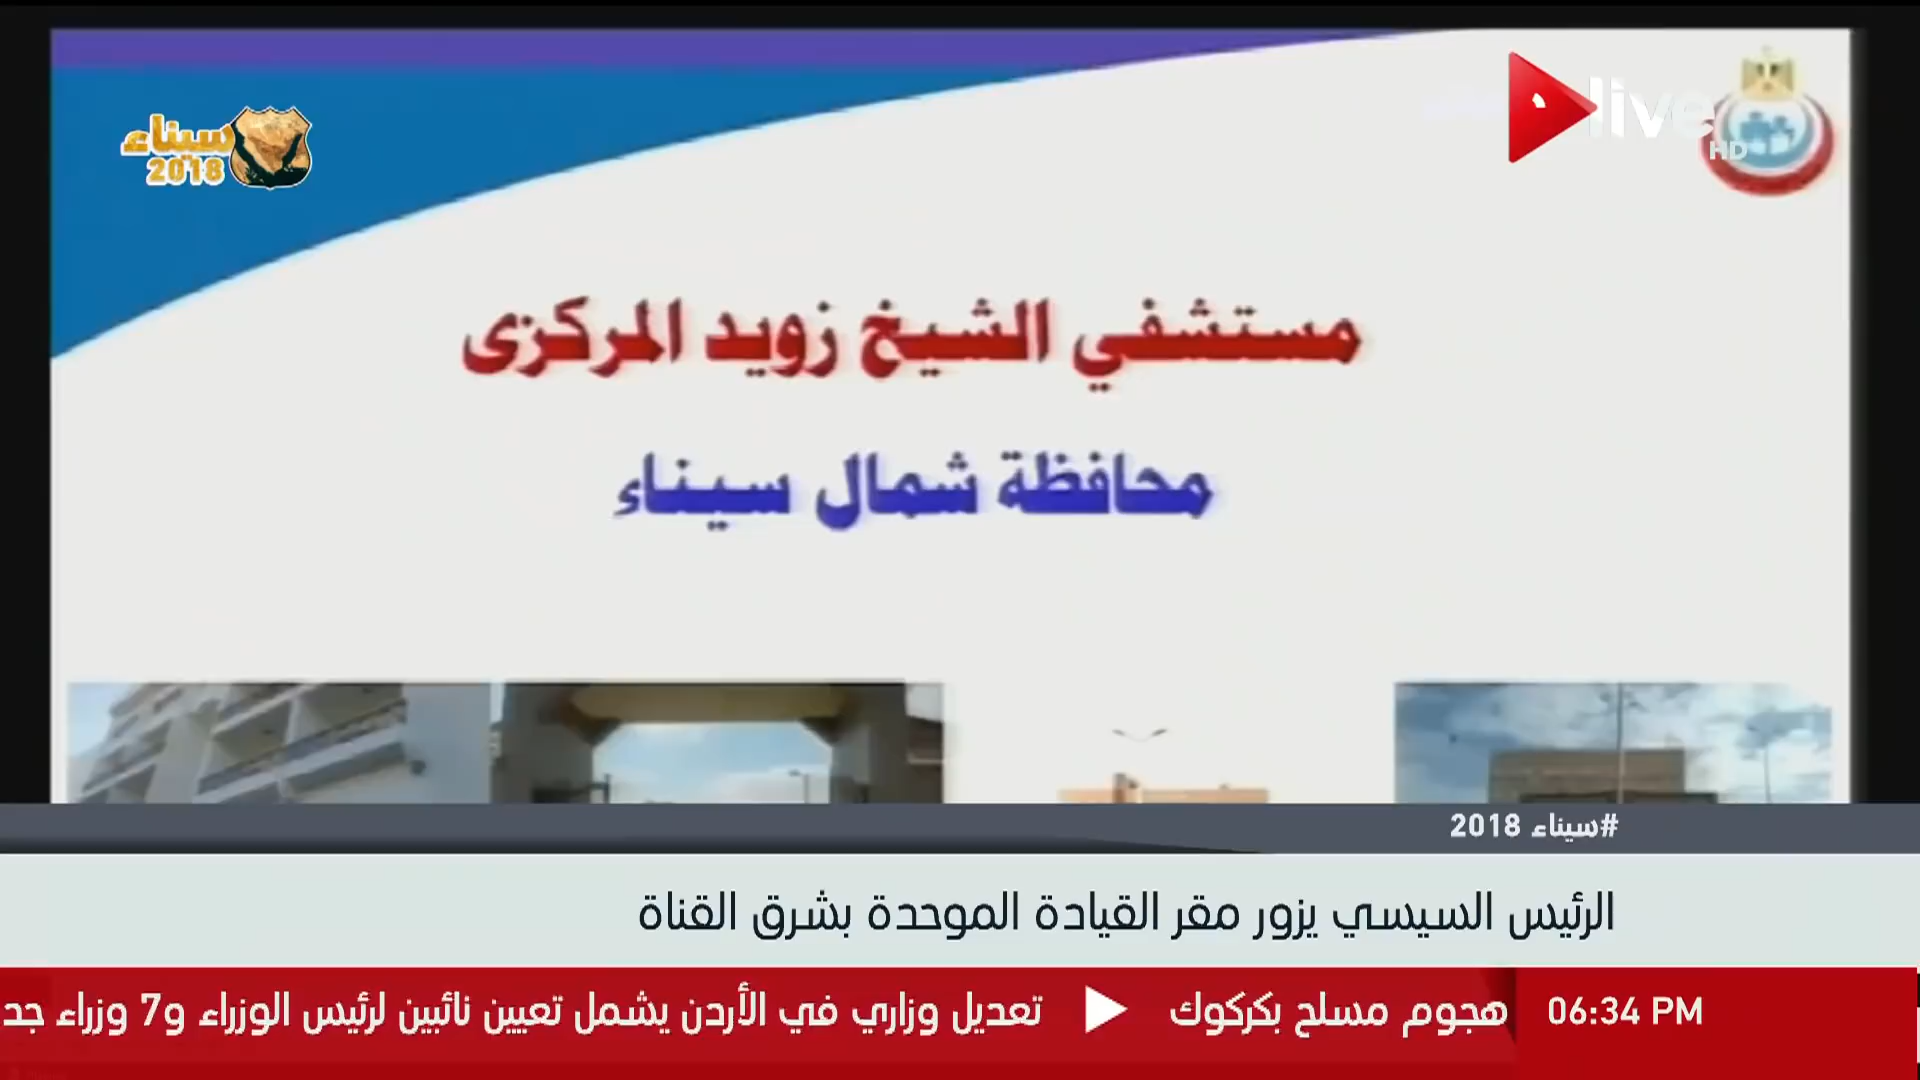 سيناء
2018
live
HD
مستشفي الشيخ زويد المركزى
محافظة شمال سيناء
#سيناء 2018
الرئيس السيسي يزور مقر القيادة الموحدة بشرق القناة
06:34 PM
هجوم مسلح بكركوك
تعديل وزاري في الأردن يشمل تعيين نائبين لرئيس الوزراء و7 وزراء جد